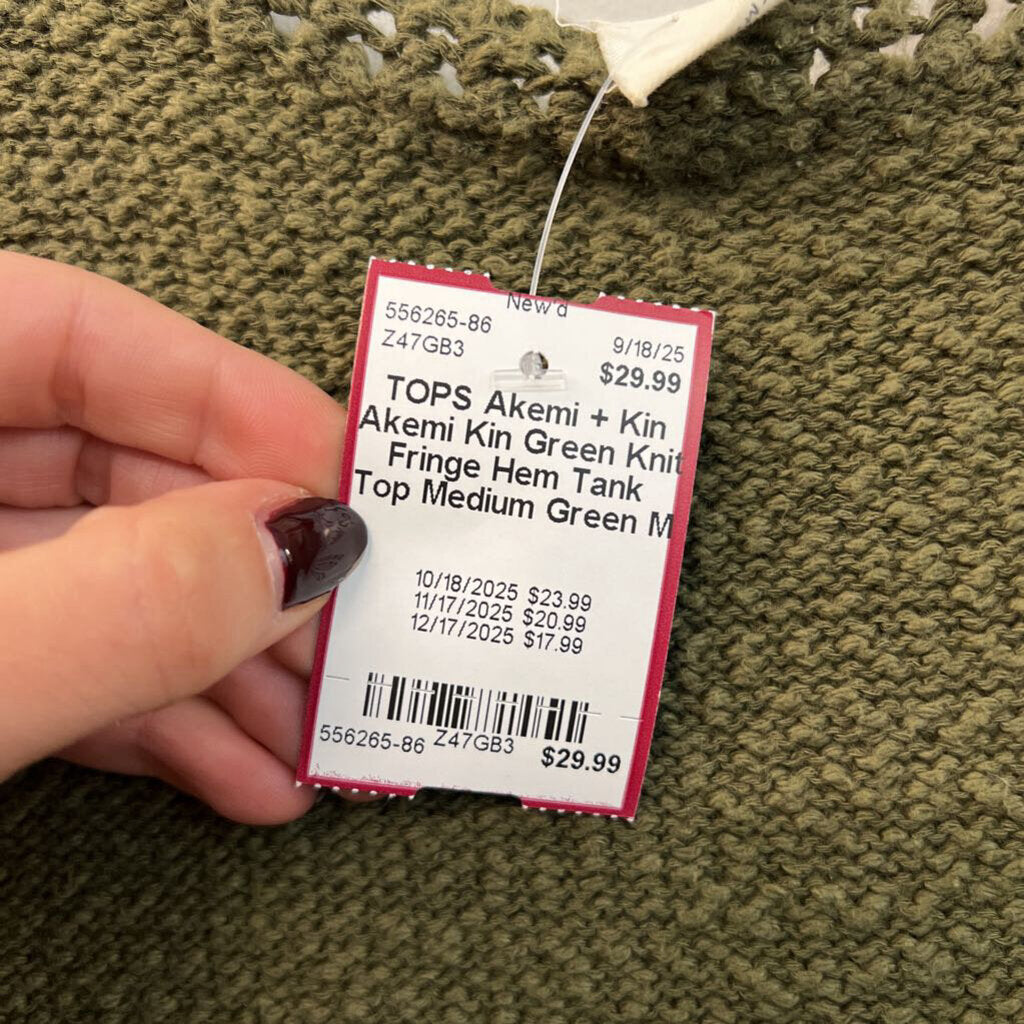 New'd
556265-86
Z47GB3
9/18/25
$29.99
TOPS Akemi + Kin
Akemi Kin Green Knit
Fringe Hem Tank
Top Medium Green M
10/18/2025 $23.99
11/17/2025 $20.99
12/17/2025 $17.99
556265-86 Z47GB3 $29.99